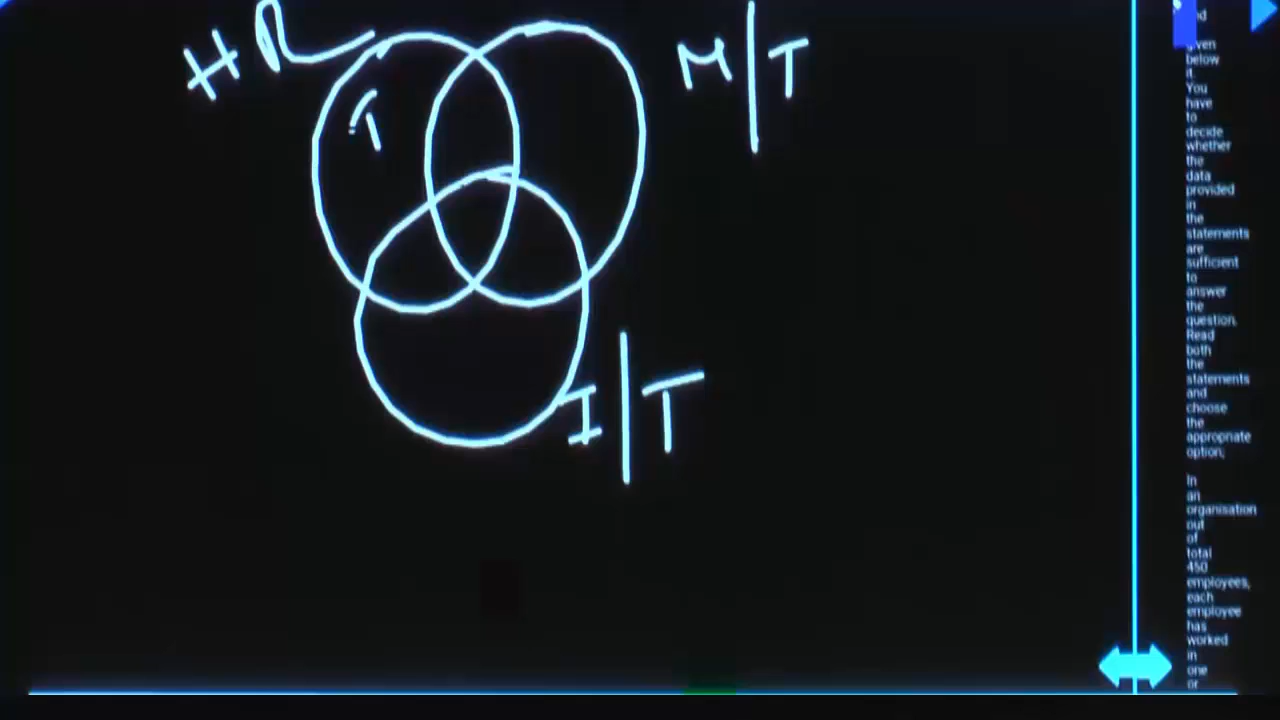 HR
M/T
T
I/T
given
below
it.
You
have
to
decide
whether
the
data
provided
in
the
statements
are
sufficient
to
answer
the
question.
Read
both
the
statements
and
choose
the
appropriate
option;
In
an
organisation
out
of
total
450
employees,
each
employee
has
worked
in
one
or